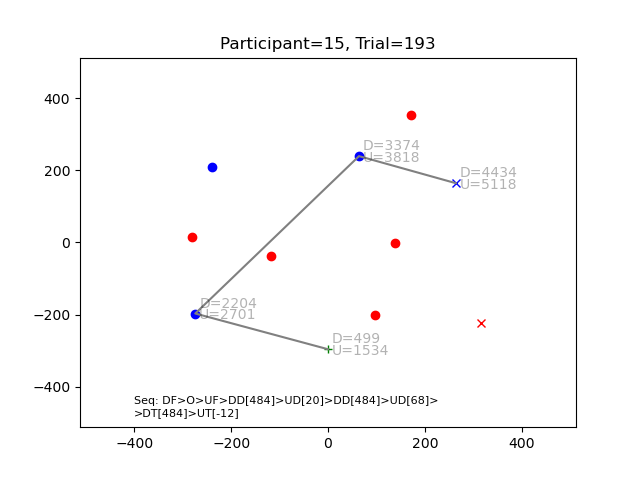 Participant=15, Trial=193
400
200
0
−200
−400
D=3374
U=3818
D=4434
U=5118
D=2204
U=2701
D=499
U=1534
Seq: DF>O>UF>DD[484]>UD[20]>DD[484]>UD[68]>
>DT[484]>UT[-12]
−400
−200
0
200
400